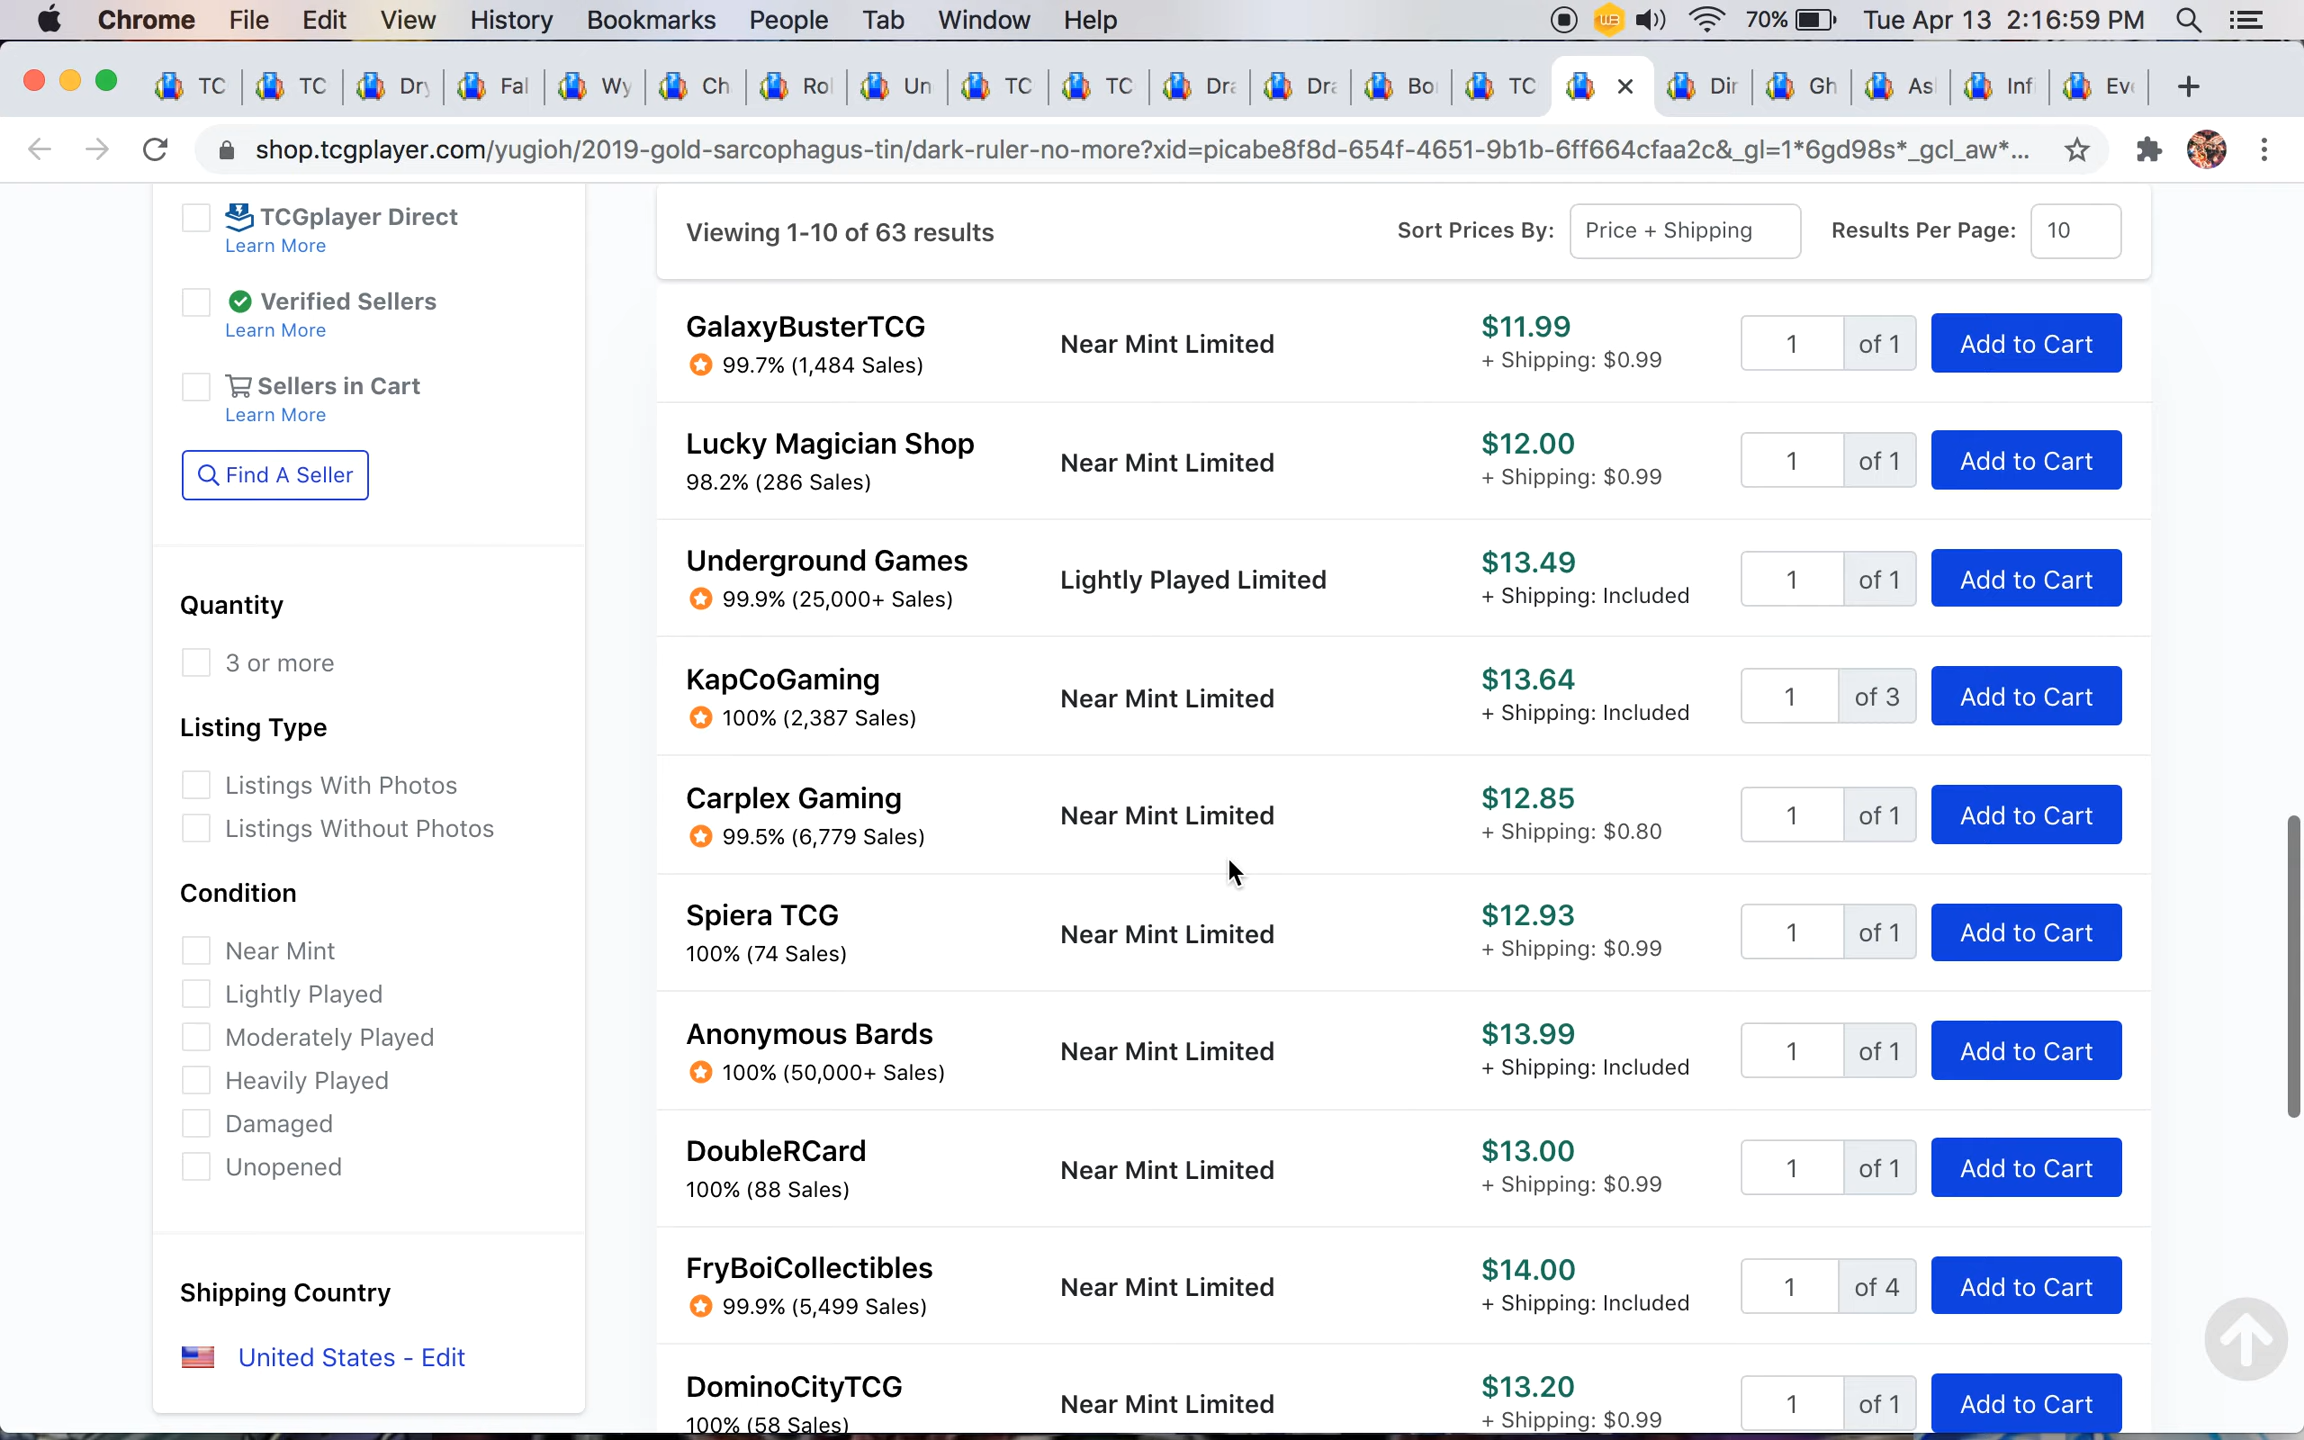 Chrome File Edit View History Bookmarks People Tab Window Help 70% Tue Apr 13 2:16:59 PM
TC TC Dry Fal Wy Ch Rol Un TC TC Dra Dra Bo TC Dir Gh As Inf Eve
shop.tcgplayer.com/yugioh/2019-gold-sarcophagus-tin/dark-ruler-no-more?xid=picabe8f8d-654f-4651-9b1b-6ff664cfaa2c&_gl=1*6gd98s*_gcl_aw*...
TCGplayer Direct
Learn More
Verified Sellers
Learn More
Sellers in Cart
Learn More
Find A Seller
Quantity
3 or more
Listing Type
Listings With Photos
Listings Without Photos
Condition
Near Mint
Lightly Played
Moderately Played
Heavily Played
Damaged
Unopened
Shipping Country
United States - Edit
Viewing 1-10 of 63 results Sort Prices By: Price + Shipping Results Per Page: 10
GalaxyBusterTCG
99.7% (1,484 Sales)
Near Mint Limited
$11.99
+ Shipping: $0.99
1 of 1 Add to Cart
Lucky Magician Shop
98.2% (286 Sales)
Near Mint Limited
$12.00
+ Shipping: $0.99
1 of 1 Add to Cart
Underground Games
99.9% (25,000+ Sales)
Lightly Played Limited
$13.49
+ Shipping: Included
1 of 1 Add to Cart
KapCoGaming
100% (2,387 Sales)
Near Mint Limited
$13.64
+ Shipping: Included
1 of 3 Add to Cart
Carplex Gaming
99.5% (6,779 Sales)
Near Mint Limited
$12.85
+ Shipping: $0.80
1 of 1 Add to Cart
Spiera TCG
100% (74 Sales)
Near Mint Limited
$12.93
+ Shipping: $0.99
1 of 1 Add to Cart
Anonymous Bards
100% (50,000+ Sales)
Near Mint Limited
$13.99
+ Shipping: Included
1 of 1 Add to Cart
DoubleRCard
100% (88 Sales)
Near Mint Limited
$13.00
+ Shipping: $0.99
1 of 1 Add to Cart
FryBoiCollectibles
99.9% (5,499 Sales)
Near Mint Limited
$14.00
+ Shipping: Included
1 of 4 Add to Cart
DominoCityTCG
100% (58 Sales)
Near Mint Limited
$13.20
+ Shipping: $0.99
1 of 1 Add to Cart